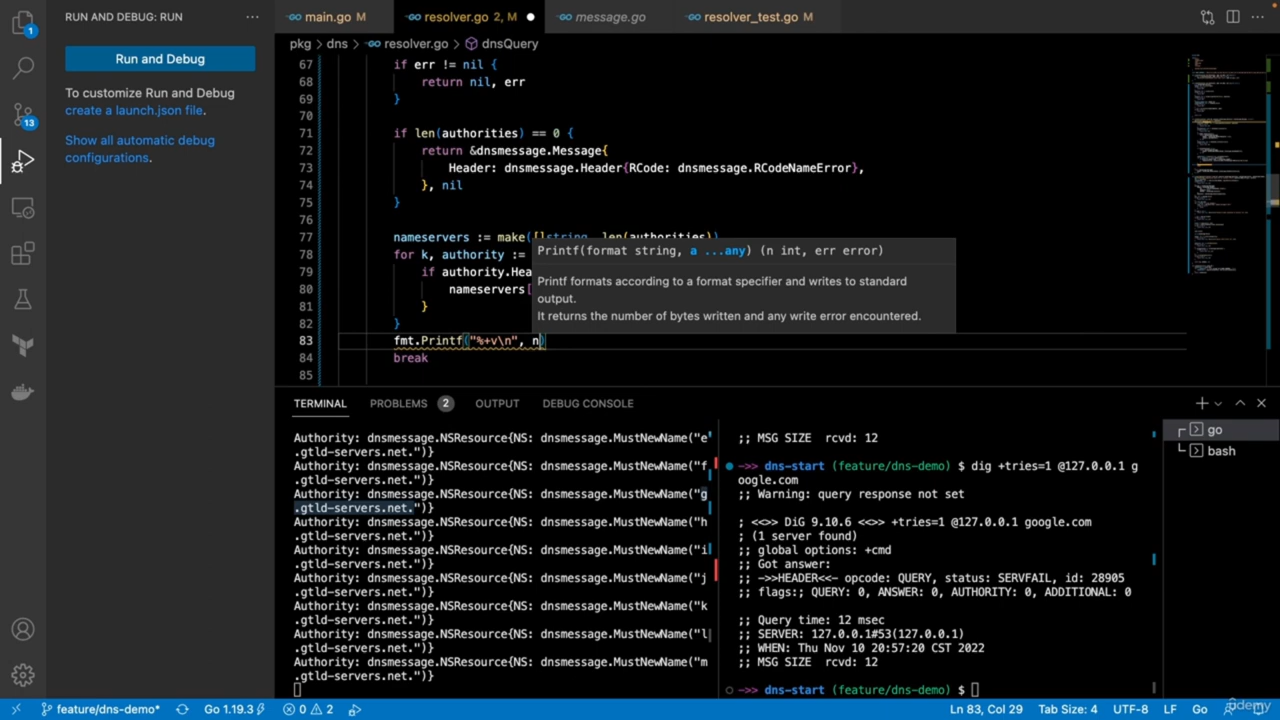 RUN AND DEBUG: RUN
main.go M
resolver.go 2, M
message.go
resolver_test.go M
1
Run and Debug
To customize Run and Debug
create a launch.json file.
Show all automatic debug
configurations.
13
pkg > dns > resolver.go > dnsQuery
67 if err != nil {
68 return nil, err
69 }
70
71 if len(authorities) == 0 {
72 return &dnsmessage.Message{
73 Header: dnsmessage.Header{RCode: dnsmessage.RCodeNameError},
74 }, nil
75 }
76
77 nameservers := make([]string, len(authorities))
78 for k, authority :=
79 if authority.Hea
80 nameservers[
81 }
82 }
83 fmt.Printf("%+v\n", n)
84 break
85
Printf(format string, a ...any) (n int, err error)
Printf formats according to a format specifier and writes to standard
output.
It returns the number of bytes written and any write error encountered.
TERMINAL PROBLEMS 2 OUTPUT DEBUG CONSOLE
Authority: dnsmessage.NSResource{NS: dnsmessage.MustNewName("e
.gtld-servers.net.")}
Authority: dnsmessage.NSResource{NS: dnsmessage.MustNewName("f
.gtld-servers.net.")}
Authority: dnsmessage.NSResource{NS: dnsmessage.MustNewName("g
.gtld-servers.net.")}
Authority: dnsmessage.NSResource{NS: dnsmessage.MustNewName("h
.gtld-servers.net.")}
Authority: dnsmessage.NSResource{NS: dnsmessage.MustNewName("i
.gtld-servers.net.")}
Authority: dnsmessage.NSResource{NS: dnsmessage.MustNewName("j
.gtld-servers.net.")}
Authority: dnsmessage.NSResource{NS: dnsmessage.MustNewName("k
.gtld-servers.net.")}
Authority: dnsmessage.NSResource{NS: dnsmessage.MustNewName("l
.gtld-servers.net.")}
Authority: dnsmessage.NSResource{NS: dnsmessage.MustNewName("m
.gtld-servers.net.")}
;; MSG SIZE rcvd: 12
->> dns-start (feature/dns-demo) $ dig +tries=1 @127.0.0.1 g
oogle.com
;; Warning: query response not set
; <<>> DiG 9.10.6 <<>> +tries=1 @127.0.0.1 google.com
; (1 server found)
;; global options: +cmd
;; Got answer:
;; ->>HEADER<<- opcode: QUERY, status: SERVFAIL, id: 28905
;; flags:; QUERY: 0, ANSWER: 0, AUTHORITY: 0, ADDITIONAL: 0
;; Query time: 12 msec
;; SERVER: 127.0.0.1#53(127.0.0.1)
;; WHEN: Thu Nov 10 20:57:20 CST 2022
;; MSG SIZE rcvd: 12
->> dns-start (feature/dns-demo) $
go
bash
feature/dns-demo* Go 1.19.3 0 2 Ln 83, Col 29 Tab Size: 4 UTF-8 LF Go
udemy